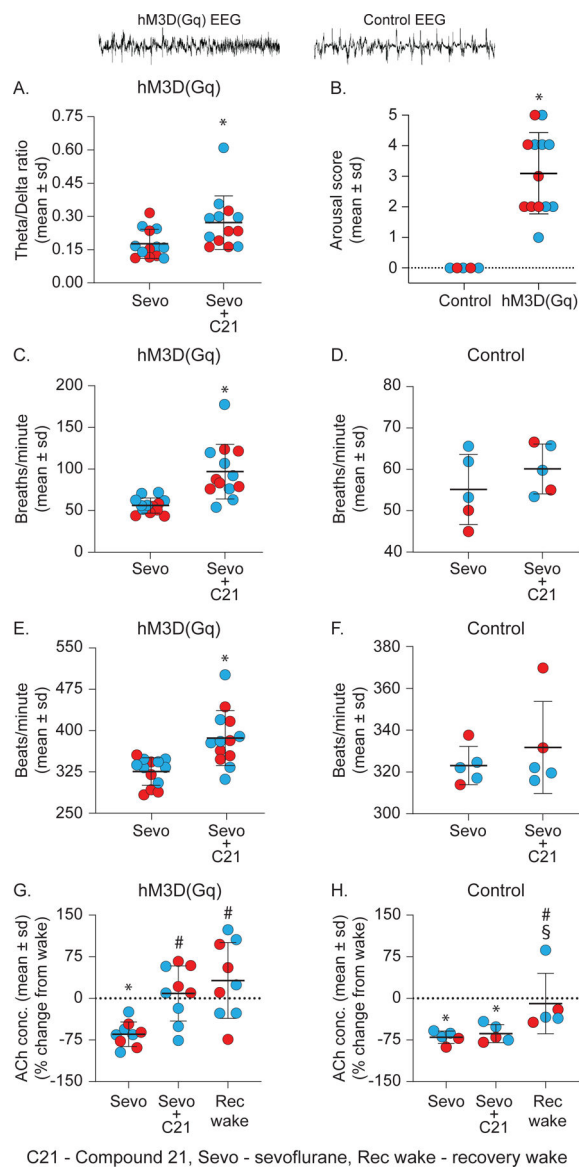 hM3D(Gq) EEG
Control EEG
A.
hM3D(Gq)
Theta/Delta ratio
(mean ± sd)
0.75
0.60
0.45
0.30
0.15
0.00
*
Sevo
Sevo
+
C21
B.
Arousal score
(mean ± sd)
5
4
3
2
1
0
*
Control
hM3D(Gq)
C.
hM3D(Gq)
Breaths/minute
(mean ± sd)
200
150
100
50
0
*
Sevo
Sevo
+
C21
D.
Control
Breaths/minute
(mean ± sd)
80
70
60
50
40
Sevo
Sevo
+
C21
E.
hM3D(Gq)
Beats/minute
(mean ± sd)
550
475
400
325
250
*
Sevo
Sevo
+
C21
F.
Control
Beats/minute
(mean ± sd)
380
360
340
320
300
Sevo
Sevo
+
C21
G.
hM3D(Gq)
ACh conc. (mean ± sd)
(% change from wake)
150
75
0
-75
-150
*
#
#
Sevo
Sevo
+
C21
Rec
wake
H.
Control
ACh conc. (mean ± sd)
(% change from wake)
150
75
0
-75
-150
*
*
#
§
Sevo
Sevo
+
C21
Rec
wake
C21 - Compound 21, Sevo - sevoflurane, Rec wake - recovery wake